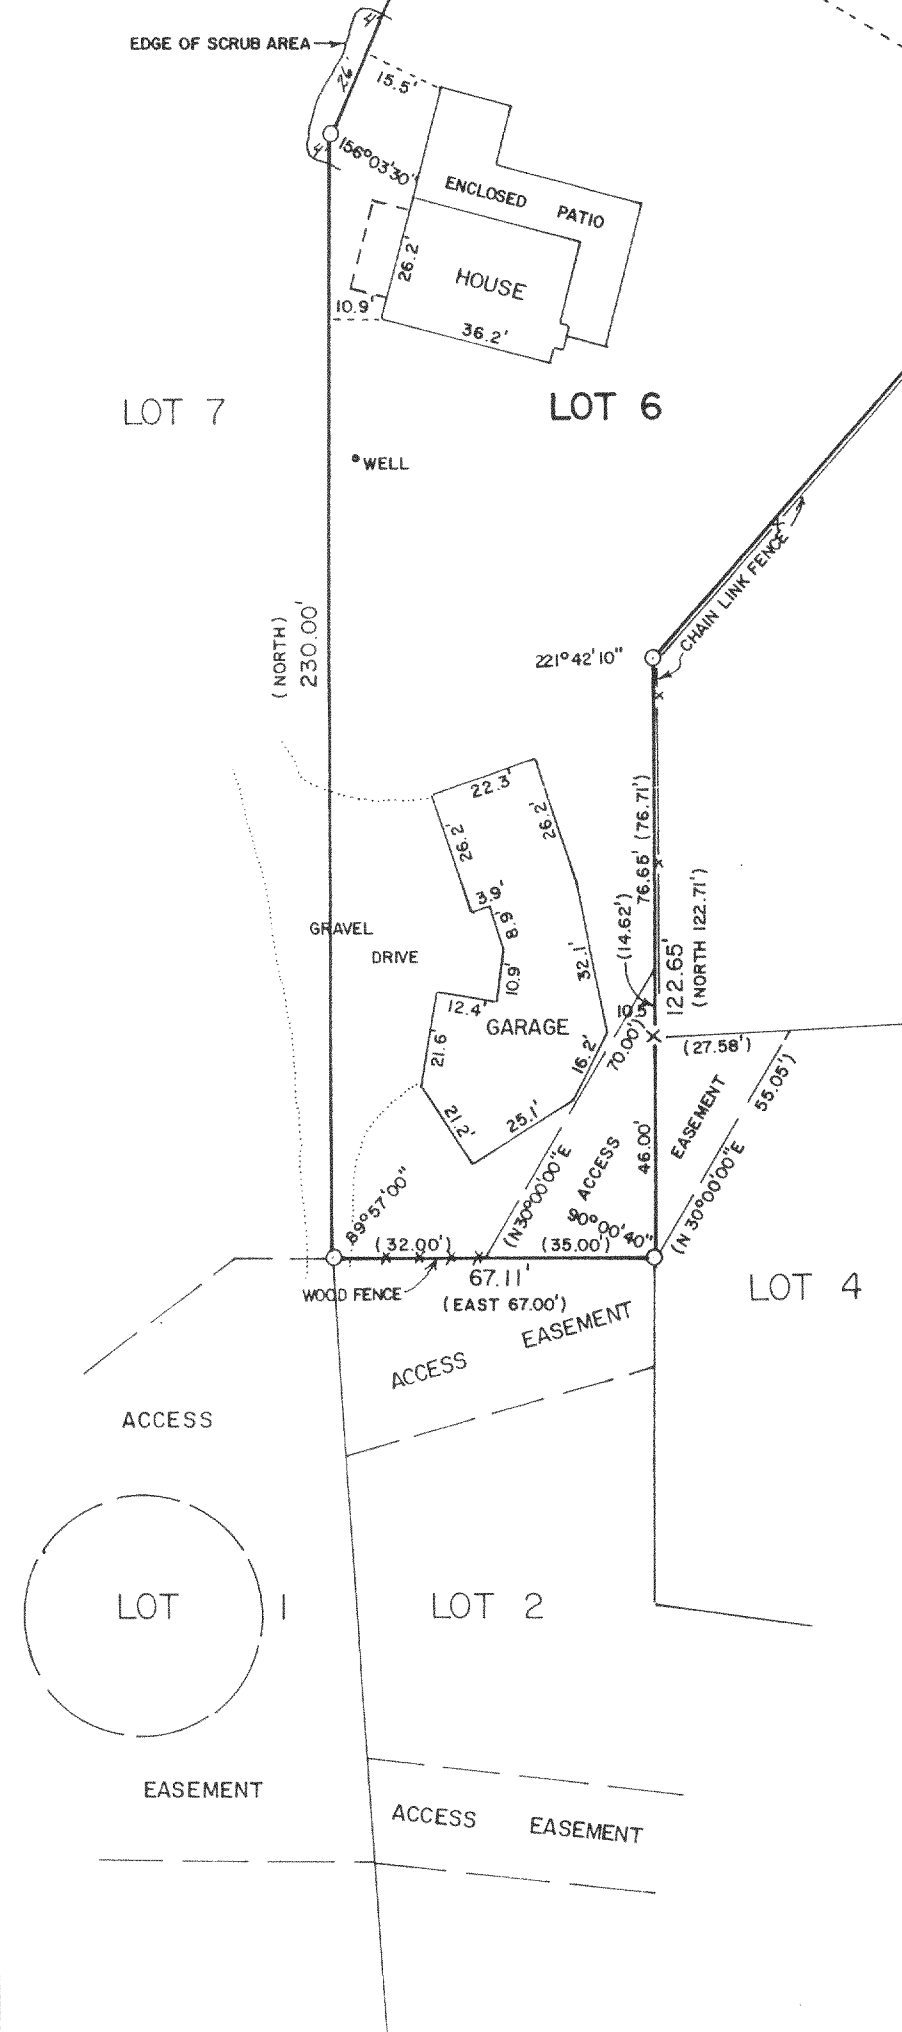 4'
EDGE OF SCRUB AREA
26'
15.5'
4'
156°03'30"
ENCLOSED PATIO
26.2'
HOUSE
10.9'
36.2'
LOT 7
LOT 6
WELL
CHAIN LINK FENCE
(NORTH)
230.00'
221°42'10"
22.3'
26.2'
26.2'
76.65' (76.71')
3.9'
8.9'
(14.62')
122.65'
(NORTH 122.71')
GRAVEL
DRIVE
32.1'
10.9'
12.4'
10.5'
GARAGE
70.00')
(27.58')
21.6'
16.2'
55.05')
EASEMENT
21.2'
25.1'
46.00'
ACCESS
(N30°00'00"E
(N 30°00'00"E
89°57'00"
90°00'40"
(32.00')
(35.00')
67.11'
WOOD FENCE
(EAST 67.00')
LOT 4
ACCESS EASEMENT
ACCESS
LOT 1
LOT 2
EASEMENT
ACCESS EASEMENT